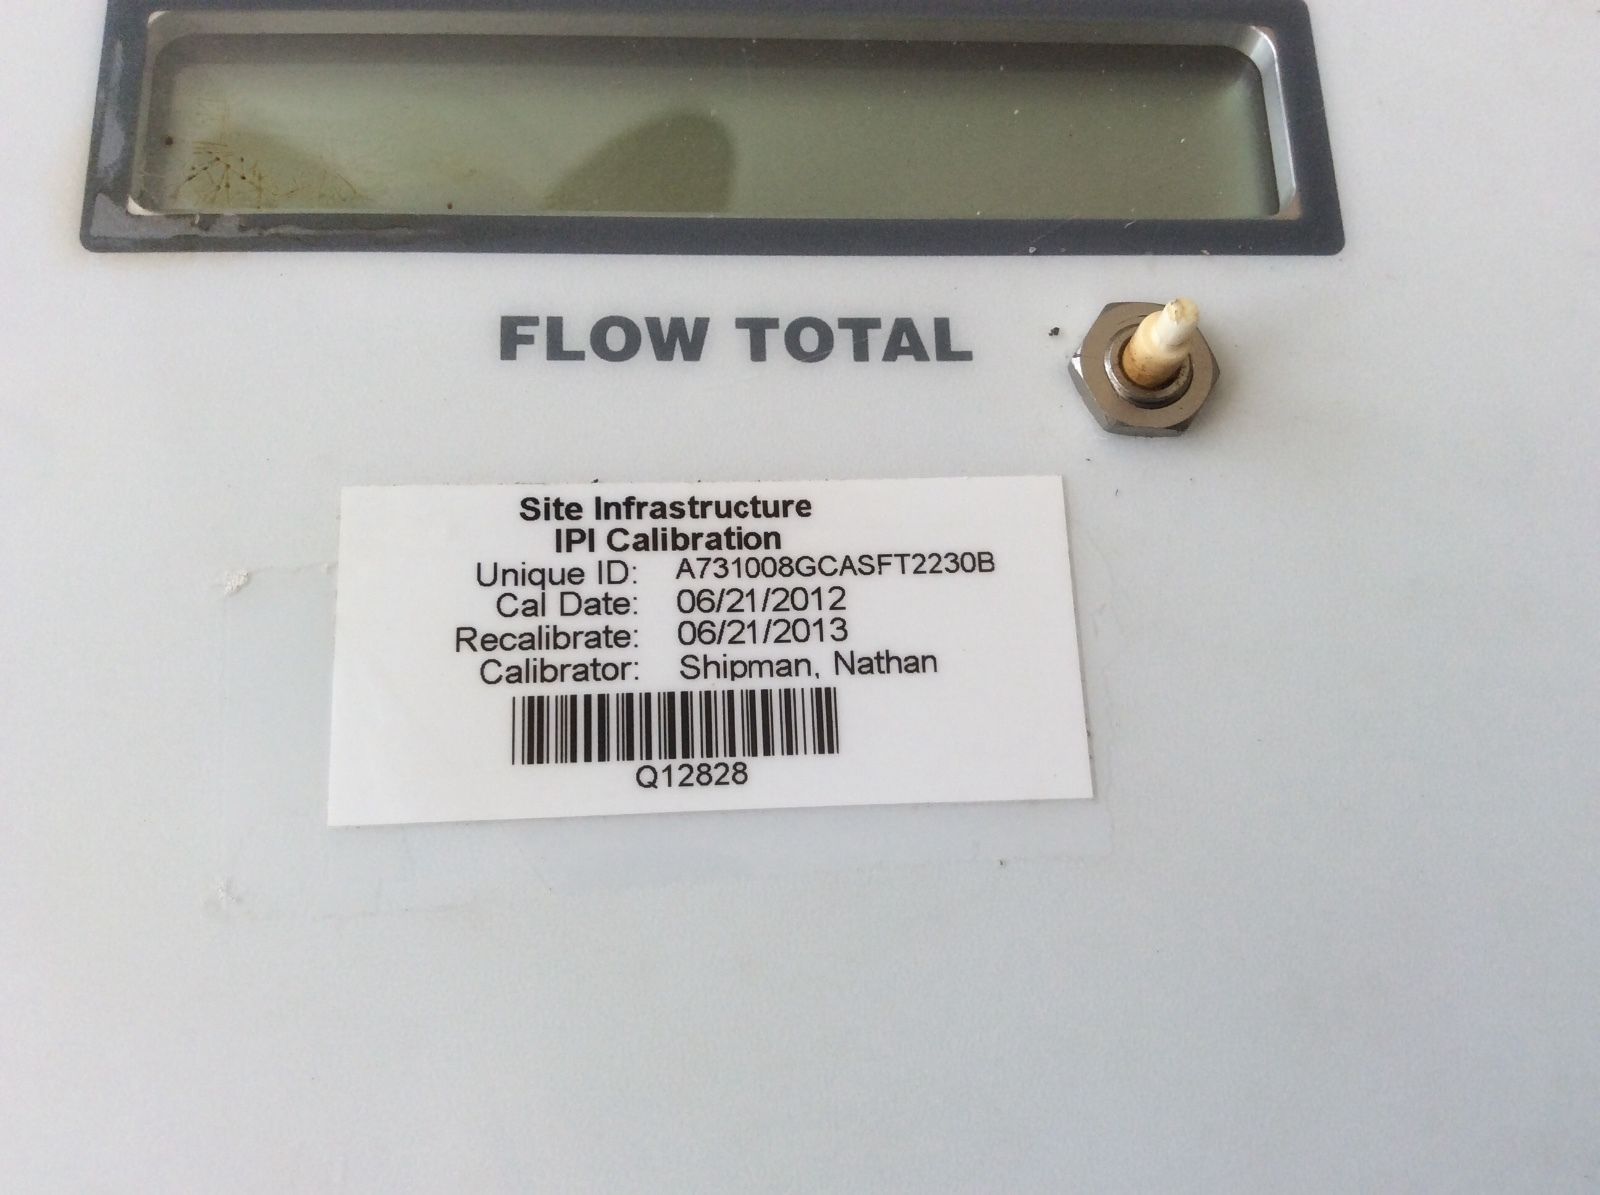 FLOW TOTAL
Site Infrastructure
IPI Calibration
Unique ID: A731008GCASFT2230B
Cal Date: 06/21/2012
Recalibrate: 06/21/2013
Calibrator: Shipman, Nathan
Q12828